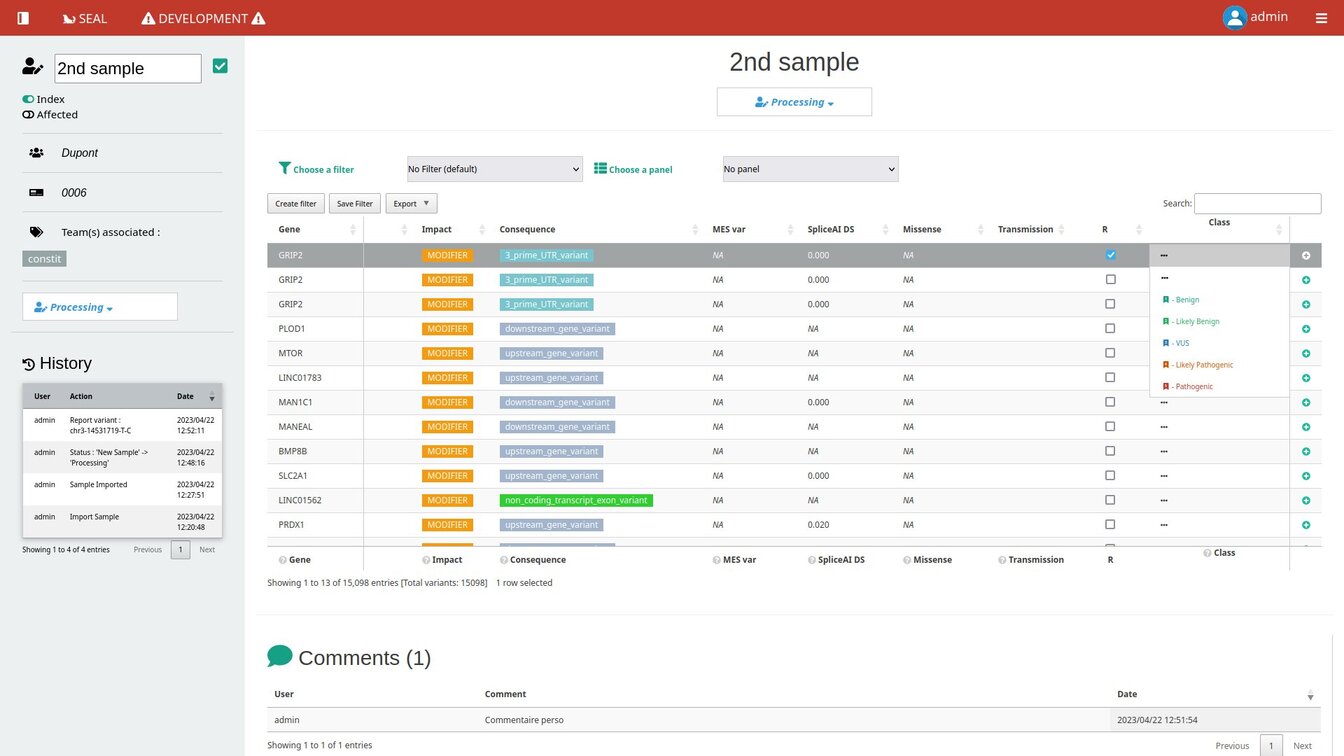 SEAL
DEVELOPMENT
admin
2nd sample
Index
Affected
Dupont
0006
Team(s) associated :
constit
Processing
History
User Action Date
admin Report variant : chr3-14531719-T-C 2023/04/22 12:52:11
admin Status : 'New Sample' -> 'Processing' 2023/04/22 12:48:16
admin Sample Imported 2023/04/22 12:27:51
admin Import Sample 2023/04/22 12:20:48
Showing 1 to 4 of 4 entries Previous 1 Next
2nd sample
Processing
Choose a filter No Filter (default) Choose a panel No panel
Create filter Save Filter Export Search:
Gene Impact Consequence MES var SpliceAI DS Missense Transmission R Class
GRIP2 MODIFIER 3_prime_UTR_variant NA 0.000 NA ---
GRIP2 MODIFIER 3_prime_UTR_variant NA 0.000 NA
GRIP2 MODIFIER 3_prime_UTR_variant NA 0.000 NA
PLOD1 MODIFIER downstream_gene_variant NA NA NA
MTOR MODIFIER upstream_gene_variant NA NA NA
LINC01783 MODIFIER upstream_gene_variant NA NA NA
MAN1C1 MODIFIER downstream_gene_variant NA 0.000 NA ---
MANEAL MODIFIER downstream_gene_variant NA NA NA ---
BMP8B MODIFIER upstream_gene_variant NA NA NA ---
SLC2A1 MODIFIER upstream_gene_variant NA 0.000 NA ---
LINC01562 MODIFIER non_coding_transcript_exon_variant NA NA NA ---
PRDX1 MODIFIER upstream_gene_variant NA 0.020 NA ---
---
- Benign
- Likely Benign
- VUS
- Likely Pathogenic
- Pathogenic
Gene Impact Consequence MES var SpliceAI DS Missense Transmission R Class
Showing 1 to 13 of 15,098 entries [Total variants: 15098] 1 row selected
Comments (1)
User Comment Date
admin Commentaire perso 2023/04/22 12:51:54
Showing 1 to 1 of 1 entries Previous 1 Next